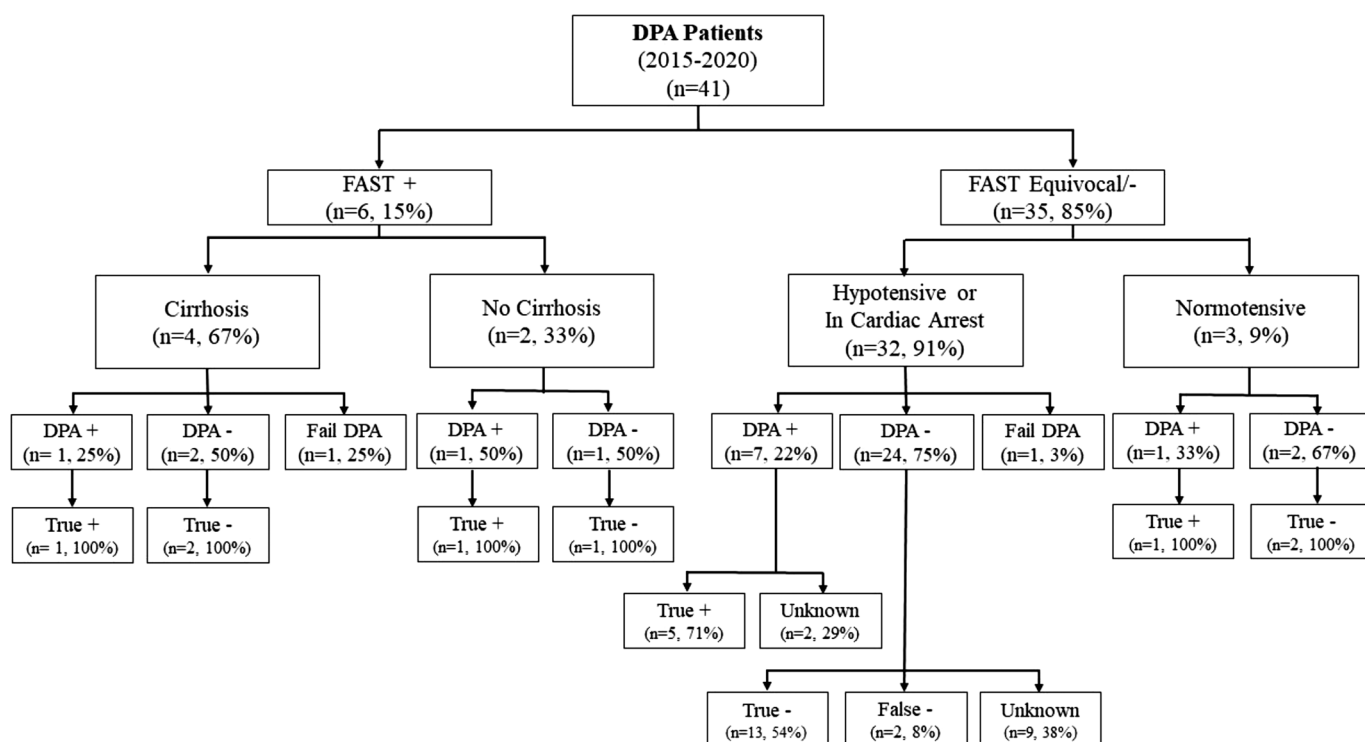 DPA Patients
(2015-2020)
(n=41)
FAST +
(n=6, 15%)
FAST Equivocal/-
(n=35, 85%)
Cirrhosis
(n=4, 67%)
No Cirrhosis
(n=2, 33%)
Hypotensive or
In Cardiac Arrest
(n=32, 91%)
Normotensive
(n=3, 9%)
DPA +
(n= 1, 25%)
DPA -
(n=2, 50%)
Fail DPA
(n=1, 25%)
DPA +
(n=1, 50%)
DPA -
(n=1, 50%)
DPA +
(n=7, 22%)
DPA -
(n=24, 75%)
Fail DPA
(n=1, 3%)
DPA +
(n=1, 33%)
DPA -
(n=2, 67%)
True +
(n= 1, 100%)
True -
(n=2, 100%)
True +
(n=1, 100%)
True -
(n=1, 100%)
True +
(n=1, 100%)
True -
(n=2, 100%)
True +
(n=5, 71%)
Unknown
(n=2, 29%)
True -
(n=13, 54%)
False -
(n=2, 8%)
Unknown
(n=9, 38%)